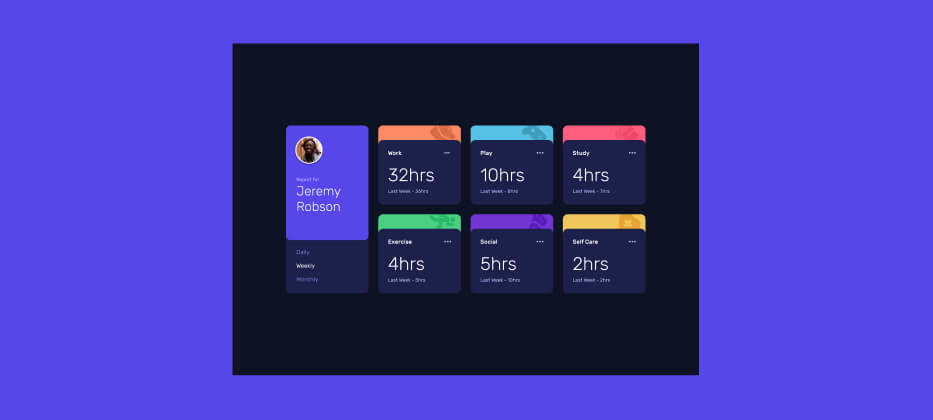 Report for
Jeremy
Robson
Daily
Weekly
Monthly
Work
32hrs
Last Week - 36hrs
Play
10hrs
Last Week - 8hrs
Study
4hrs
Last Week - 7hrs
Exercise
4hrs
Last Week - 5hrs
Social
5hrs
Last Week - 10hrs
Self Care
2hrs
Last Week - 2hrs